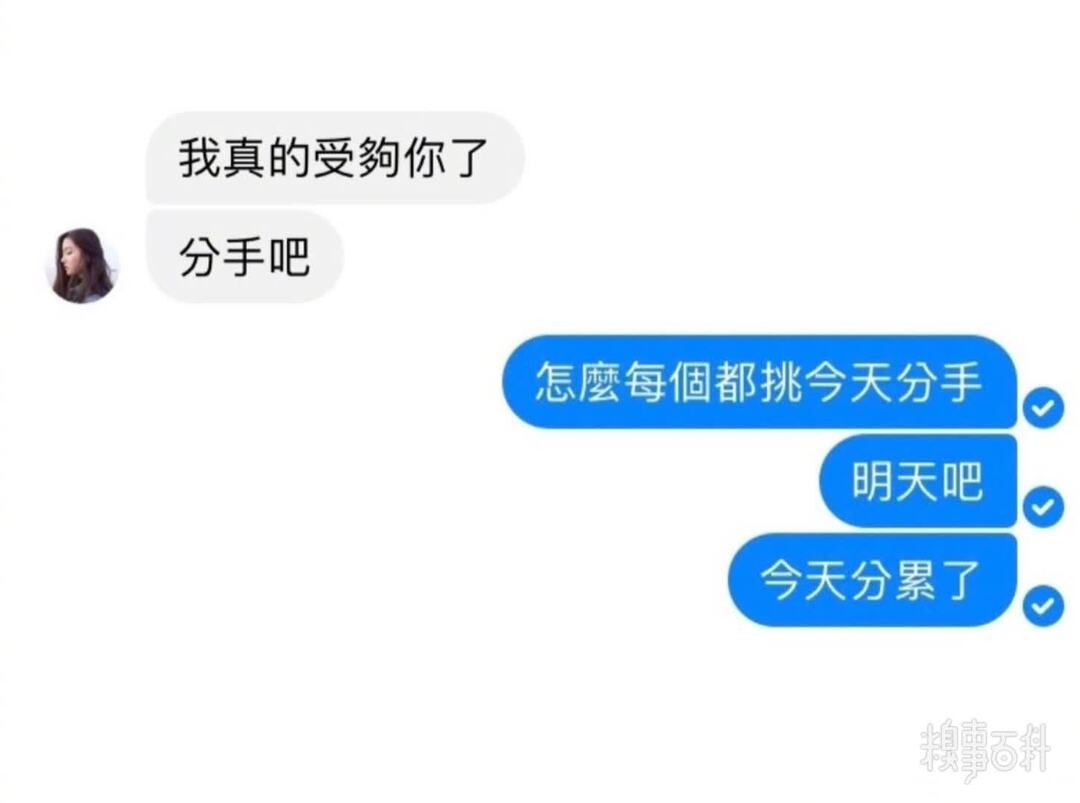 我真的受夠你了
分手吧
怎麼每個都挑今天分手
明天吧
今天分累了
糗事百科